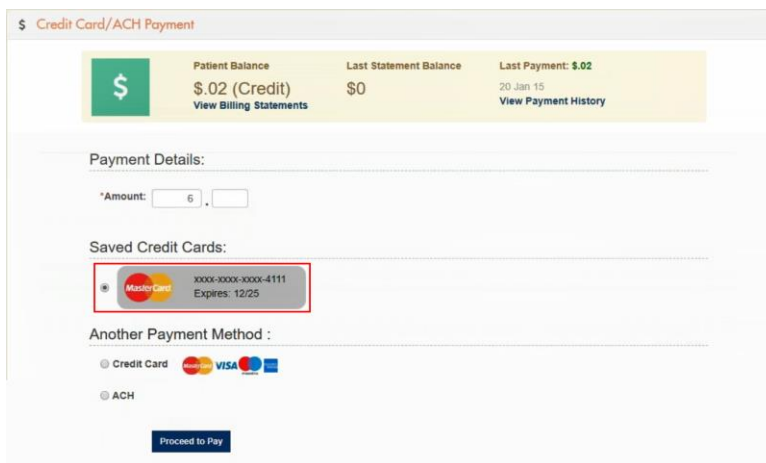 $ Credit Card/ACH Payment
$
Patient Balance
$.02 (Credit)
View Billing Statements
Last Statement Balance
$0
Last Payment: $.02
20 Jan 15
View Payment History
Payment Details:
*Amount: 6 .
Saved Credit Cards:
MasterCard
xxxx-xxxx-xxxx-4111
Expires: 12/25
Another Payment Method :
Credit Card MasterCard VISA
ACH
Proceed to Pay